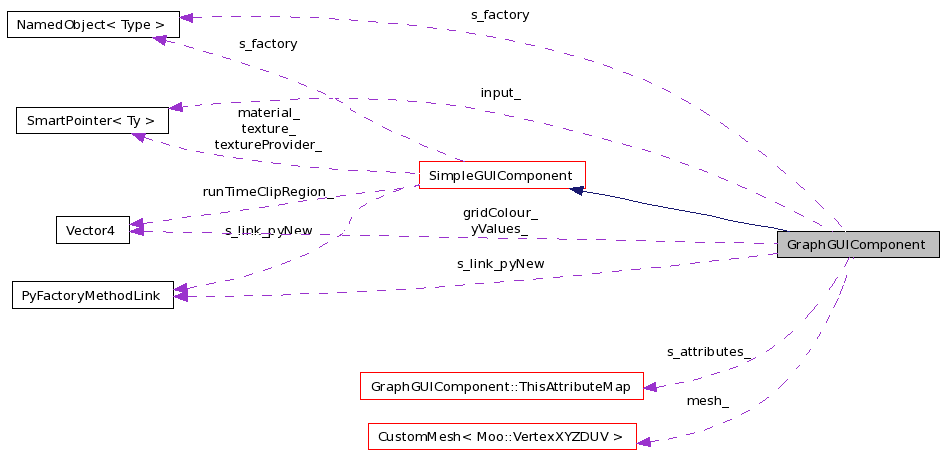 NamedObject< Type >
s_factory
s_factory
input_
SmartPointer< Ty >
material_
texture_
textureProvider_
SimpleGUIComponent
runTimeClipRegion_
Vector4
s_link_pyNew
gridColour_
yValues_
GraphGUIComponent
s_link_pyNew
PyFactoryMethodLink
s_attributes_
GraphGUIComponent::ThisAttributeMap
mesh_
CustomMesh< Moo::VertexXYZDUV >